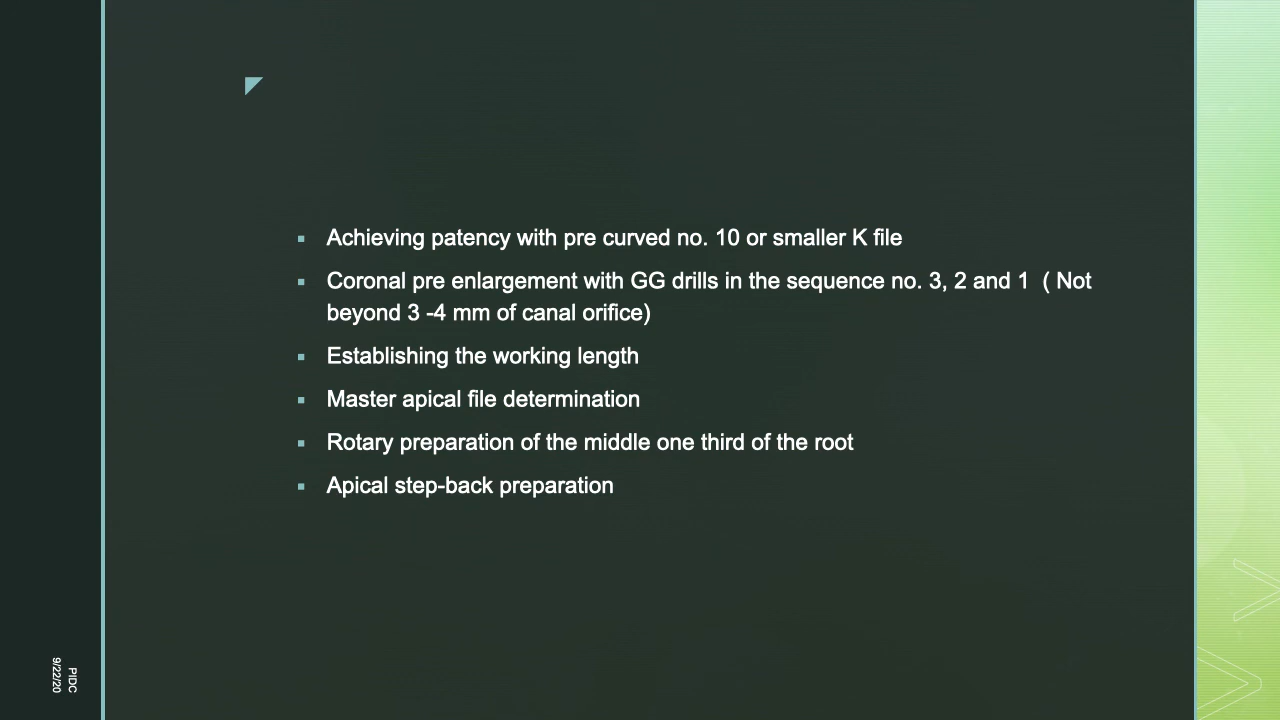 Achieving patency with pre curved no. 10 or smaller K file
Coronal pre enlargement with GG drills in the sequence no. 3, 2 and 1  ( Not
beyond 3 -4 mm of canal orifice)
Establishing the working length
Master apical file determination
Rotary preparation of the middle one third of the root
Apical step-back preparation
PIDC
9/22/20